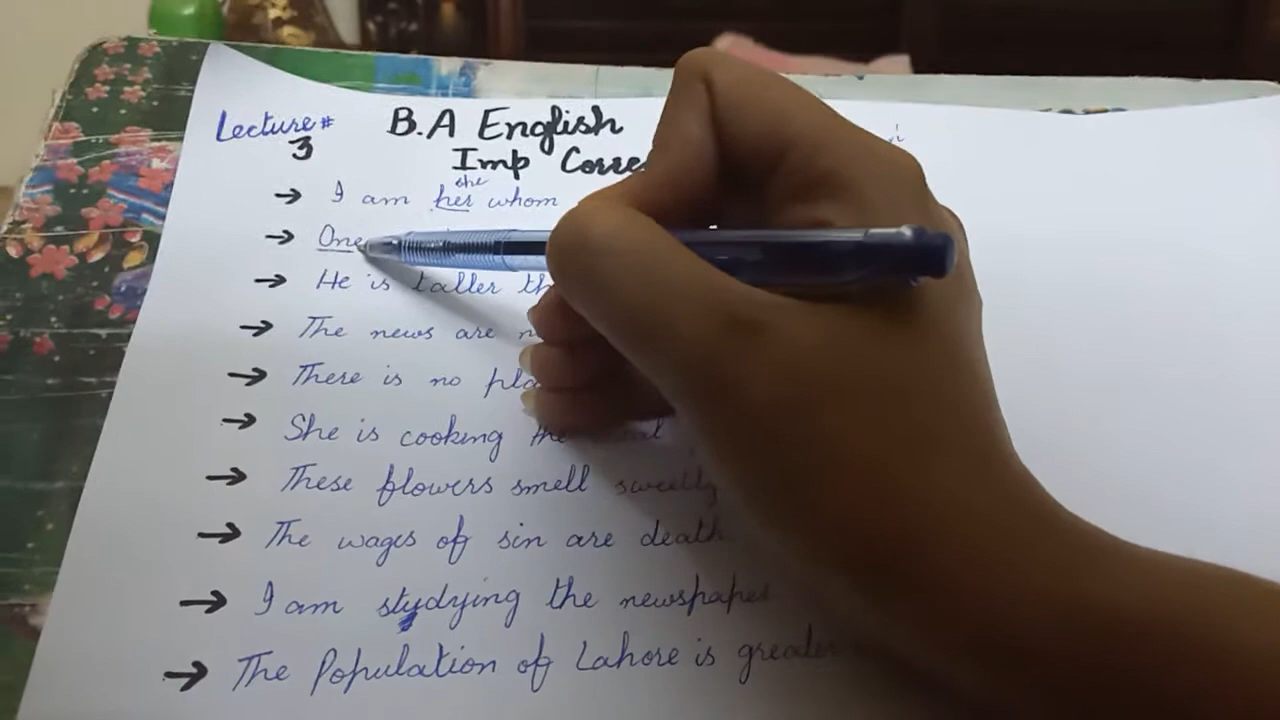 Lecture# B.A English
3 Imp Corre
she
I am her whom
One
He is taller th
The news are n
There is no pla
She is cooking the
These flowers smell sweetly
The wages of sin are death
I am studying the newspaper
The Population of Lahore is greater